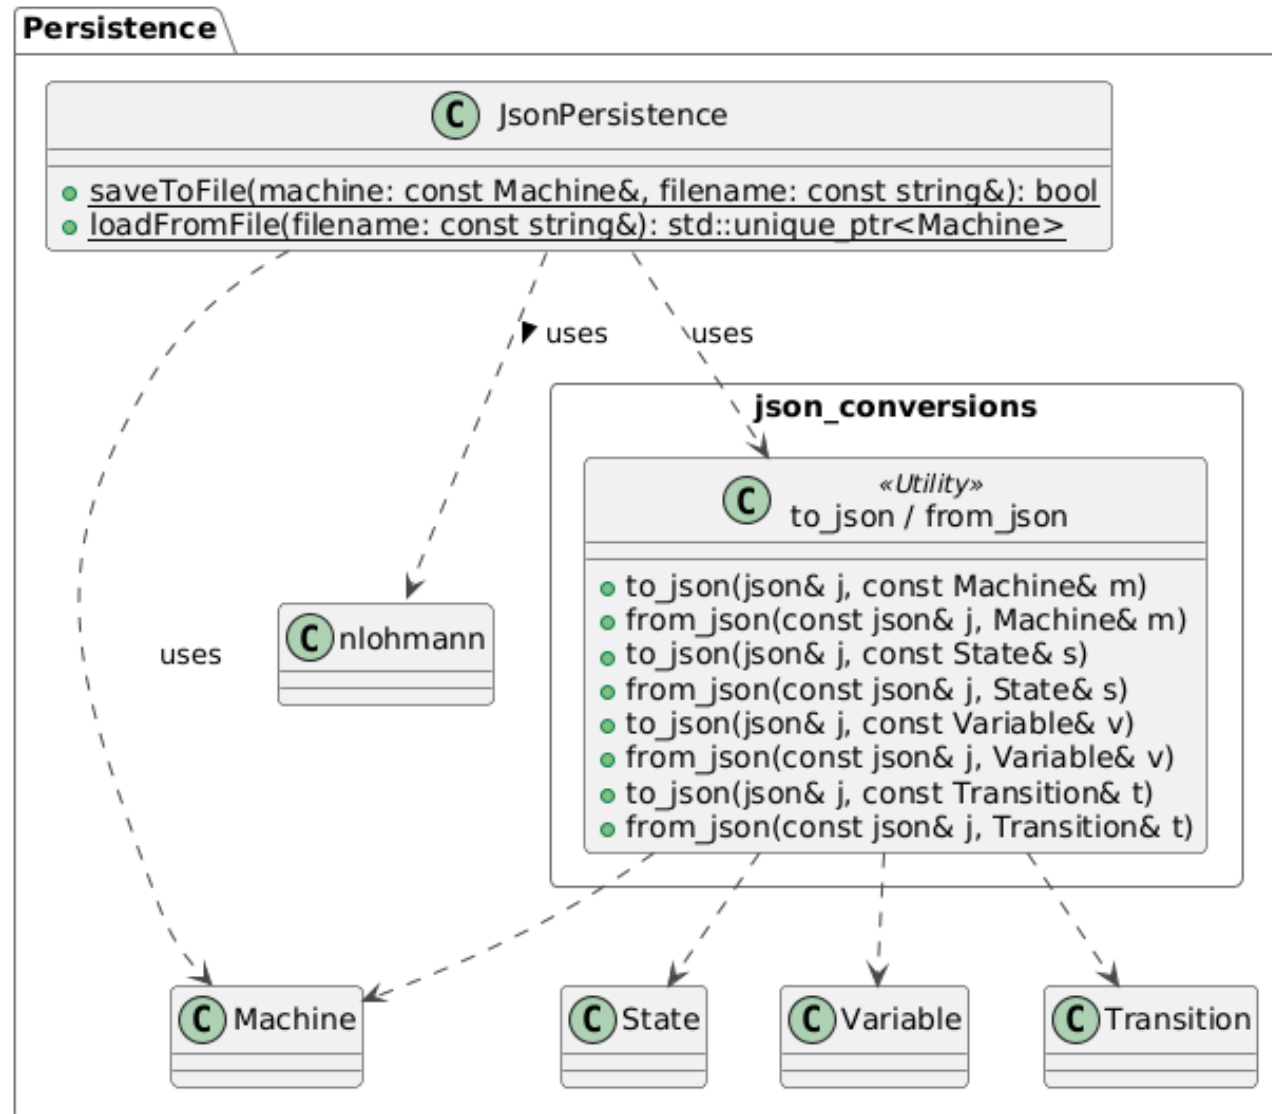 Persistence
C JsonPersistence
saveToFile(machine: const Machine&, filename: const string&): bool
loadFromFile(filename: const string&): std::unique_ptr<Machine>
uses
uses
json_conversions
«Utility»
C to_json / from_json
to_json(json& j, const Machine& m)
from_json(const json& j, Machine& m)
to_json(json& j, const State& s)
from_json(const json& j, State& s)
to_json(json& j, const Variable& v)
from_json(const json& j, Variable& v)
to_json(json& j, const Transition& t)
from_json(const json& j, Transition& t)
C nlohmann
uses
C Machine
C State
C Variable
C Transition